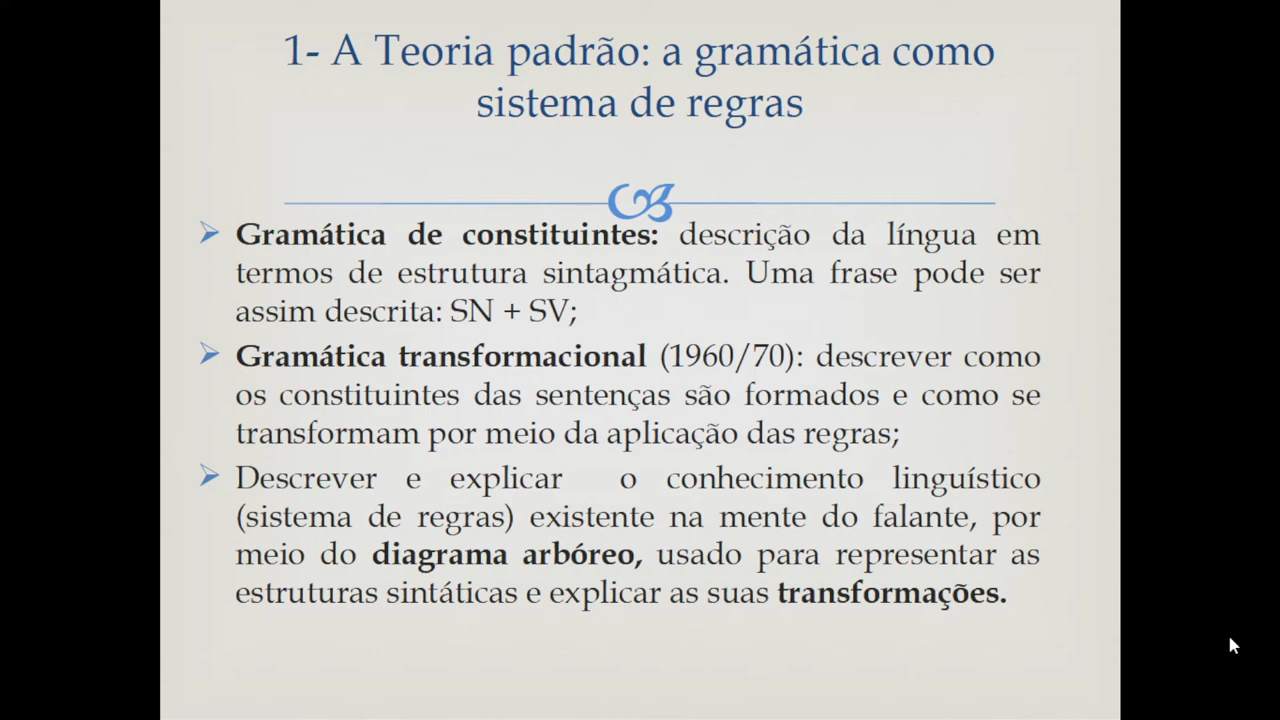 1- A Teoria padrão: a gramática como
sistema de regras
Gramática de constituintes: descrição da língua em
termos de estrutura sintagmática. Uma frase pode ser
assim descrita: SN + SV;
Gramática transformacional (1960/70): descrever como
os constituintes das sentenças são formados e como se
transformam por meio da aplicação das regras;
Descrever e explicar o conhecimento linguístico
(sistema de regras) existente na mente do falante, por
meio do diagrama arbóreo, usado para representar as
estruturas sintáticas e explicar as suas transformações.